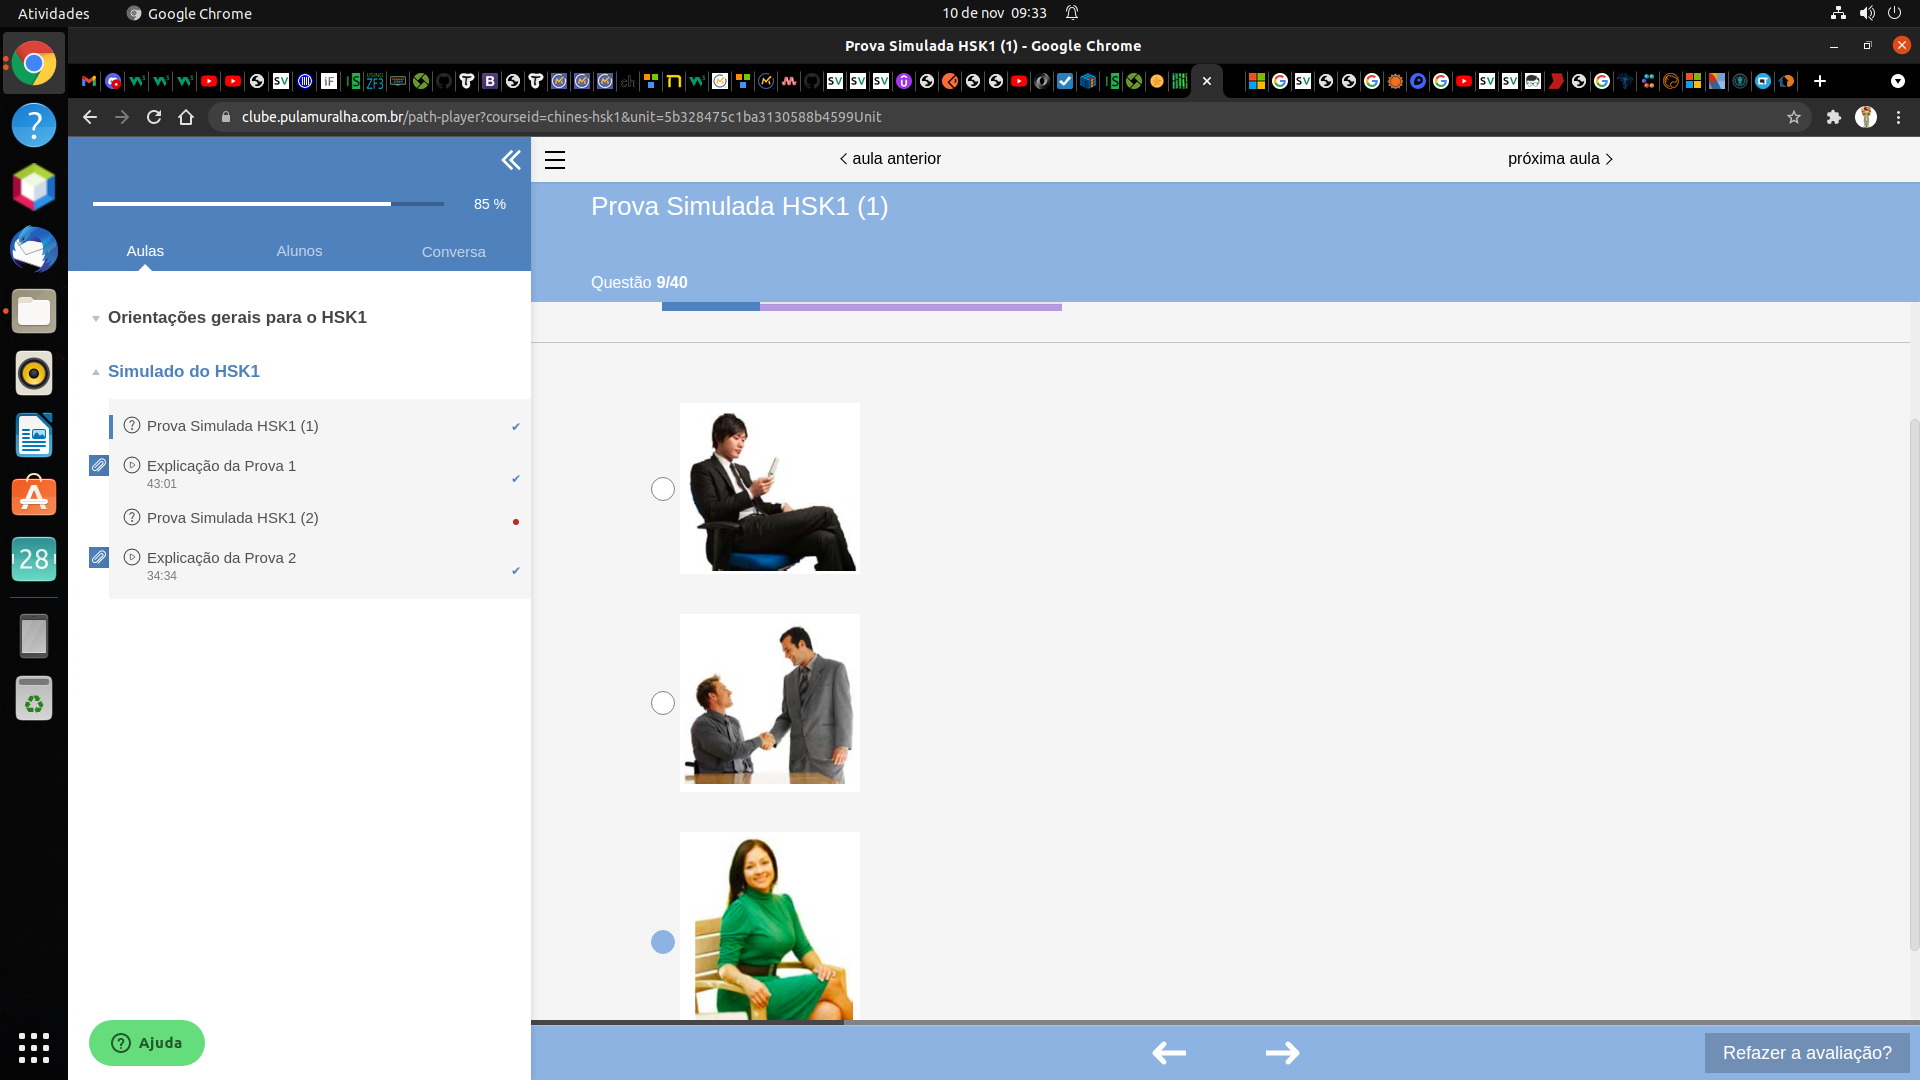 Atividades
Google Chrome
10 de nov 09:33
Prova Simulada HSK1 (1) - Google Chrome
clube.pulamuralha.com.br/path-player?courseid=chines-hsk1&unit=5b328475c1ba3130588b4599Unit
85 %
Aulas
Alunos
Conversa
Orientações gerais para o HSK1
Simulado do HSK1
Prova Simulada HSK1 (1)
Explicação da Prova 1
43:01
Prova Simulada HSK1 (2)
Explicação da Prova 2
34:34
Ajuda
aula anterior
próxima aula
Prova Simulada HSK1 (1)
Questão 9/40
Refazer a avaliação?
28